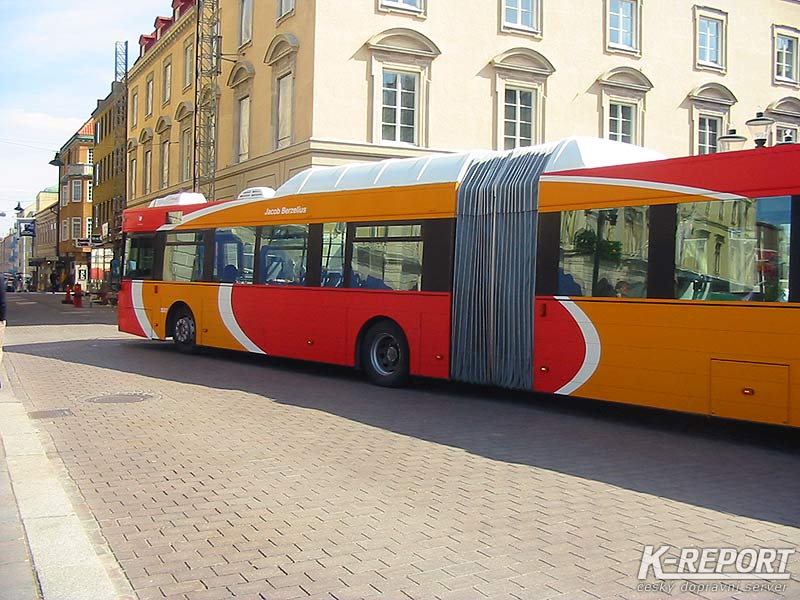 Jacob Berzelius
K-REPORT
český dopravní server